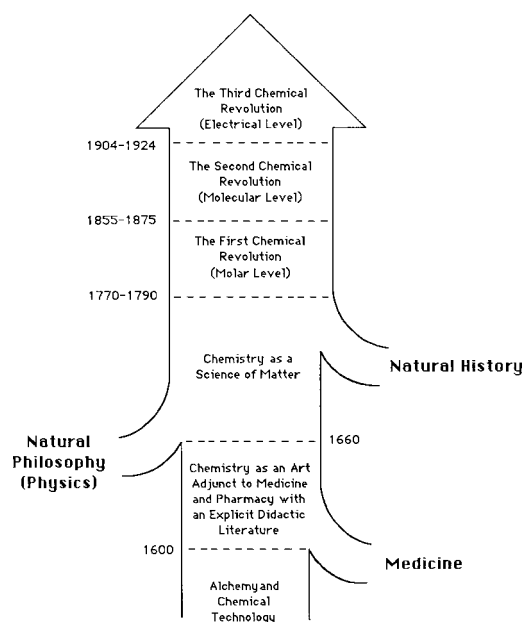 The Third Chemical
Revolution
(Electrical Level)
1904-1924
The Second Chemical
Revolution
(Molecular Level)
1855-1875
The First Chemical
Revolution
(Molar Level)
1770-1790
Chemistry as a
Science of Matter
Natural History
Natural
Philosophy
(Physics)
1660
Chemistry as an Art
Adjunct to Medicine
and Pharmacy with
an Explicit Didactic
Literature
1600
Medicine
Alchemy and
Chemical
Technology